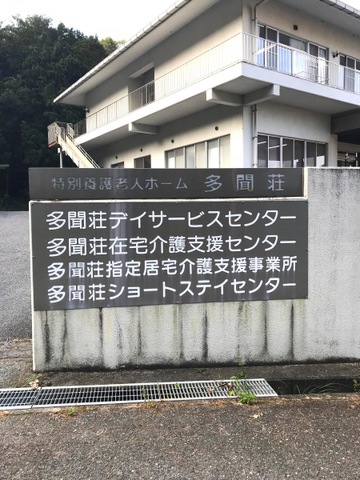 特別養護老人ホーム 多聞荘
多聞荘デイサービスセンター
多聞荘在宅介護支援センター
多聞荘指定居宅介護支援事業所
多聞荘ショートステイセンター